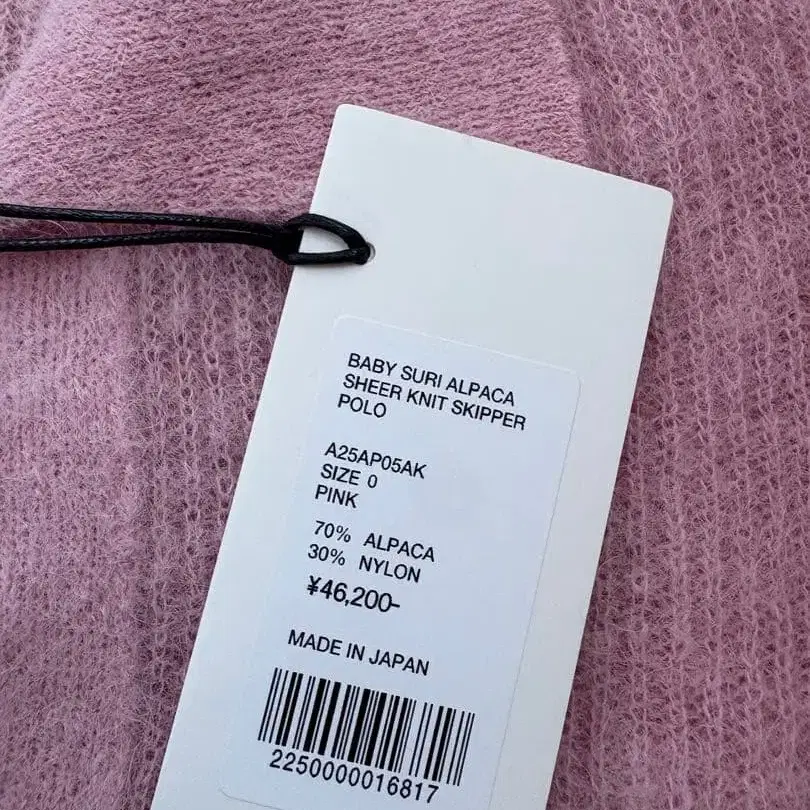 BABY SURI ALPACA
SHEER KNIT SKIPPER
POLO
A25AP05AK
SIZE 0
PINK
70% ALPACA
30% NYLON
¥46,200-
MADE IN JAPAN
2250000016817